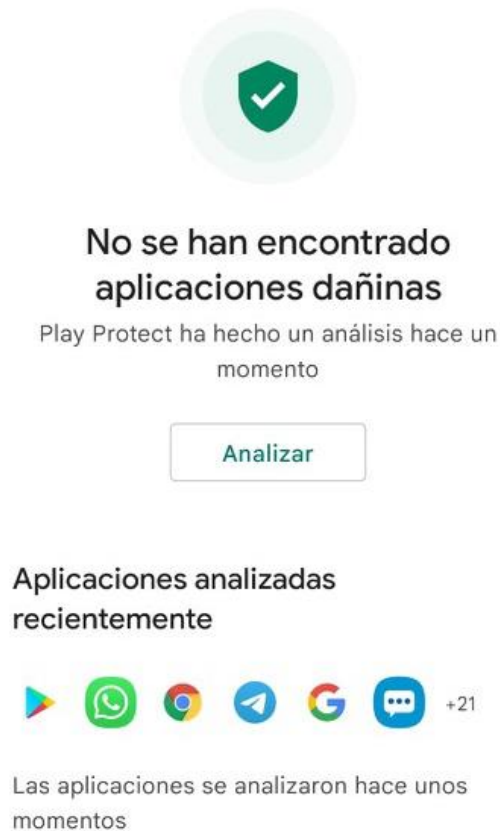 No se han encontrado
aplicaciones dañinas
Play Protect ha hecho un análisis hace un
momento
Analizar
Aplicaciones analizadas
recientemente
+21
Las aplicaciones se analizaron hace unos
momentos